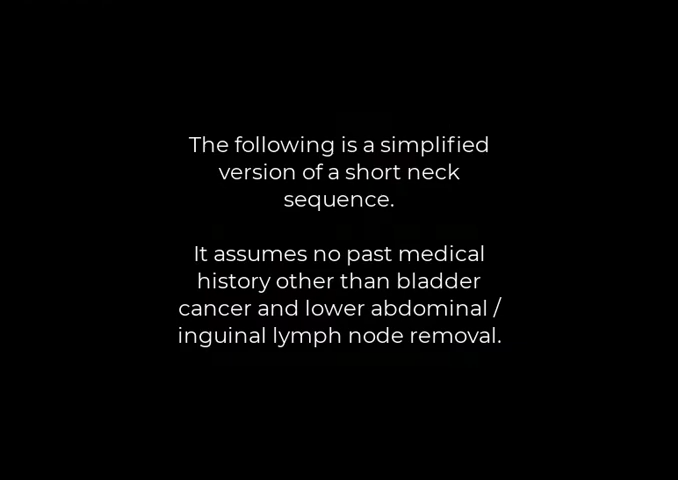 The following is a simplified
version of a short neck
sequence.
It assumes no past medical
history other than bladder
cancer and lower abdominal /
inguinal lymph node removal.